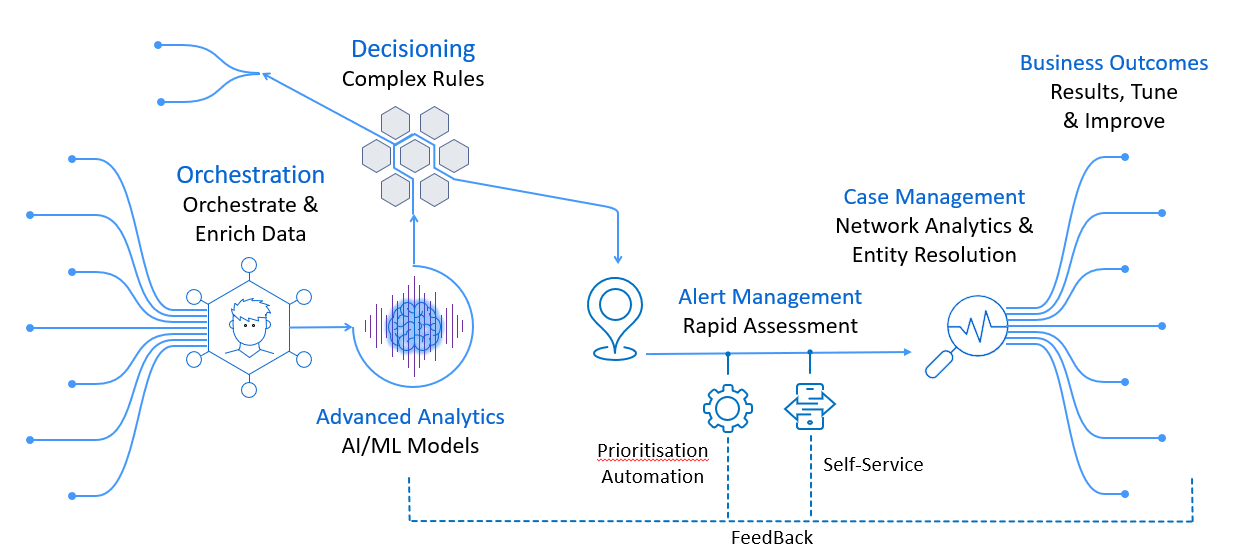 Decisioning
Complex Rules
Orchestration
Orchestrate &
Enrich Data
Advanced Analytics
AI/ML Models
Alert Management
Rapid Assessment
Prioritisation
Automation
Self-Service
Case Management
Network Analytics &
Entity Resolution
Business Outcomes
Results, Tune
& Improve
FeedBack